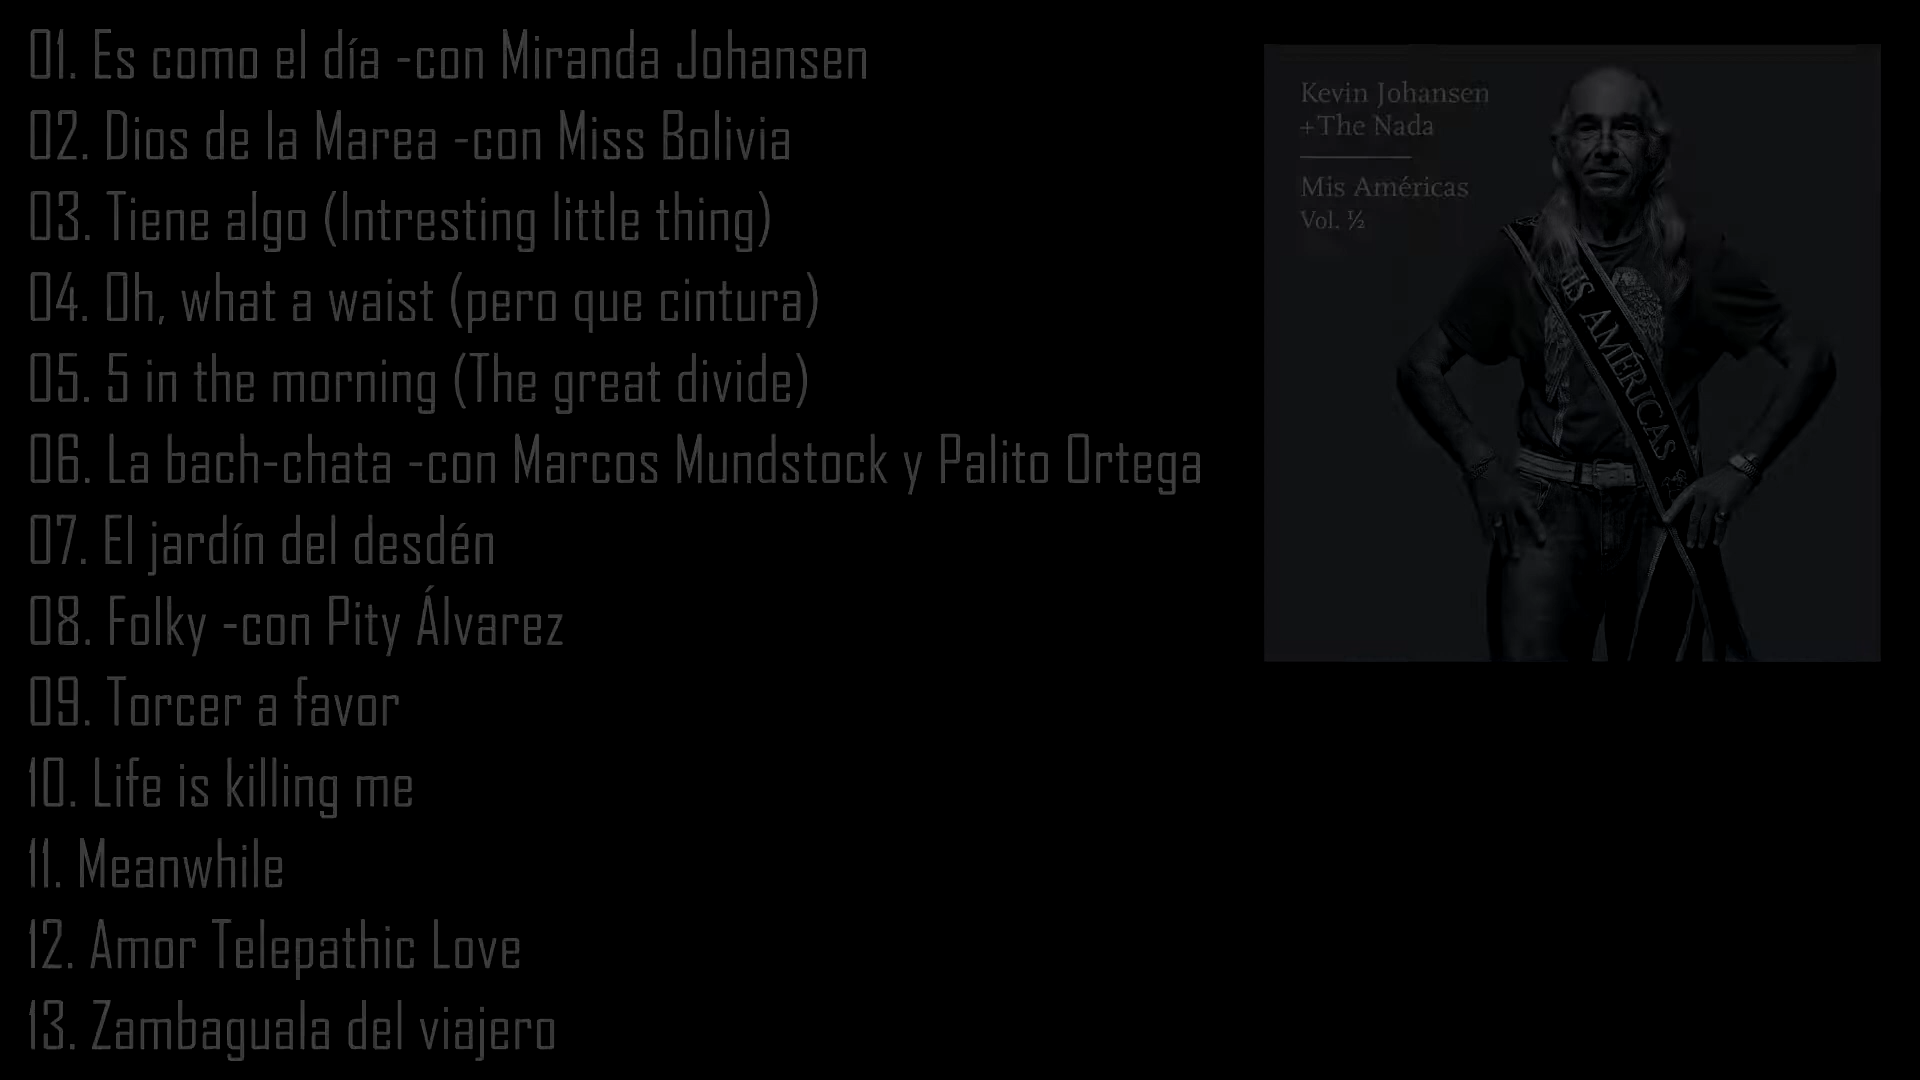 01. Es como el día -con Miranda Johansen
02. Dios de la Marea -con Miss Bolivia
03. Tiene algo (Intresting little thing)
04. Oh, what a waist (pero que cintura)
05. 5 in the morning (The great divide)
06. La bach-chata -con Marcos Mundstock y Palito Ortega
07. El jardín del desdén
08. Folky -con Pity Álvarez
09. Torcer a favor
10. Life is killing me
11. Meanwhile
12. Amor Telepathic Love
13. Zambaguala del viajero
Kevin Johansen
+The Nada
Mis Américas
Vol. ½
IS AMÉRICAS